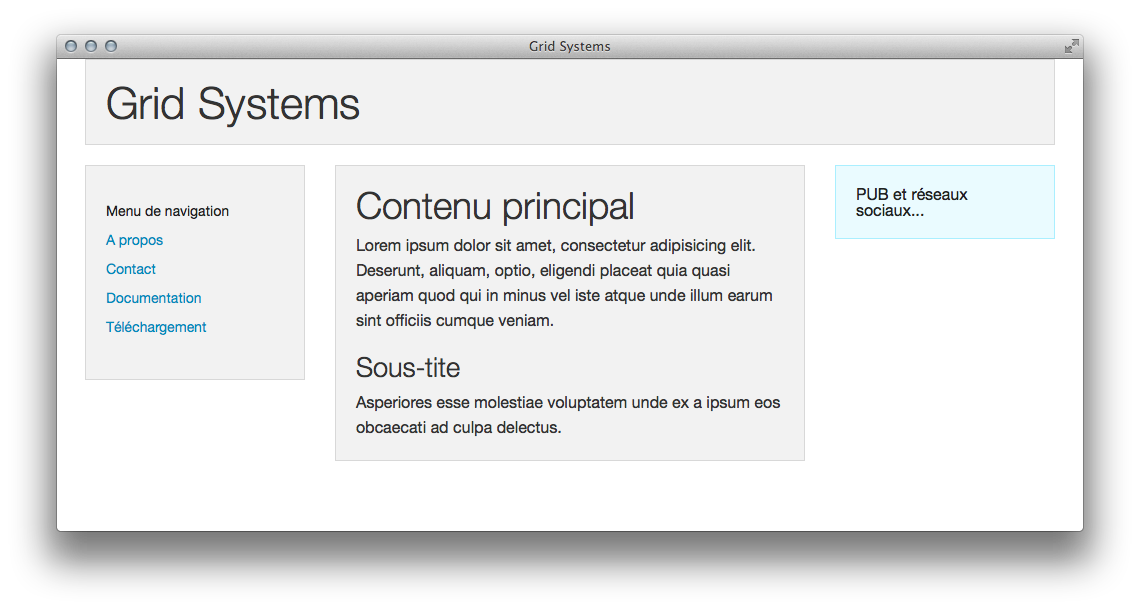 Grid Systems
Grid Systems
Menu de navigation
A propos
Contact
Documentation
Téléchargement
Contenu principal
Lorem ipsum dolor sit amet, consectetur adipisicing elit.
Deserunt, aliquam, optio, eligendi placeat quia quasi
aperiam quod qui in minus vel iste atque unde illum earum
sint officiis cumque veniam.
Sous-tite
Asperiores esse molestiae voluptatem unde ex a ipsum eos
obcaecati ad culpa delectus.
PUB et réseaux
sociaux...